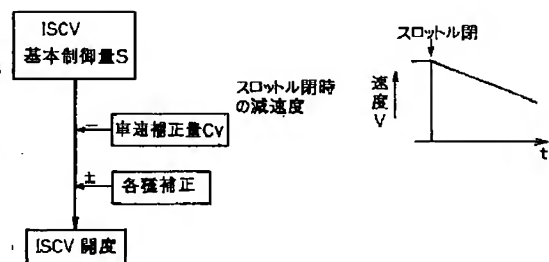 ISCV
基本制御量S
−
車速補正量Cv
±
各種補正
ISCV 開度
スロットル閉時
の減速度
スロットル閉
速度V
t